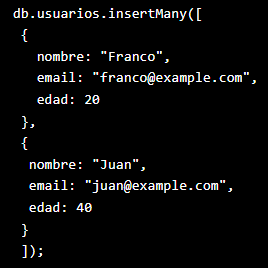 db.usuarios.insertMany([
{
nombre: "Franco",
email: "franco@example.com",
edad: 20
},
{
nombre: "Juan",
email: "juan@example.com",
edad: 40
}
]);